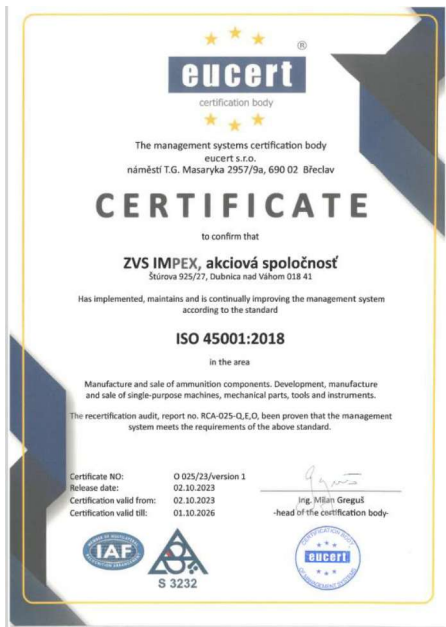 ®
eucert
certification body
The management systems certification body
eucert s.r.o.
náměstí T.G. Masaryka 2957/9a, 690 02 Břeclav
CERTIFICATE
to confirm that
ZVS IMPEX, akciová spoločnosť
Štúrova 925/27, Dubnica nad Váhom 018 41
Has implemented, maintains and is continually improving the management system
according to the standard
ISO 45001:2018
in the area
Manufacture and sale of ammunition components. Development, manufacture
and sale of single-purpose machines, mechanical parts, tools and instruments.
The recertification audit, report no. RCA-025-Q,E,O, been proven that the management
system meets the requirements of the above standard.
Certificate NO: O 025/23/version 1
Release date: 02.10.2023
Certification valid from: 02.10.2023
Certification valid till: 01.10.2026
Ing. Milan Greguš
-head of the certification body-
IAF
S 3232
CERTIFICATION BODY
eucert
OF MANAGEMENT SYSTEMS